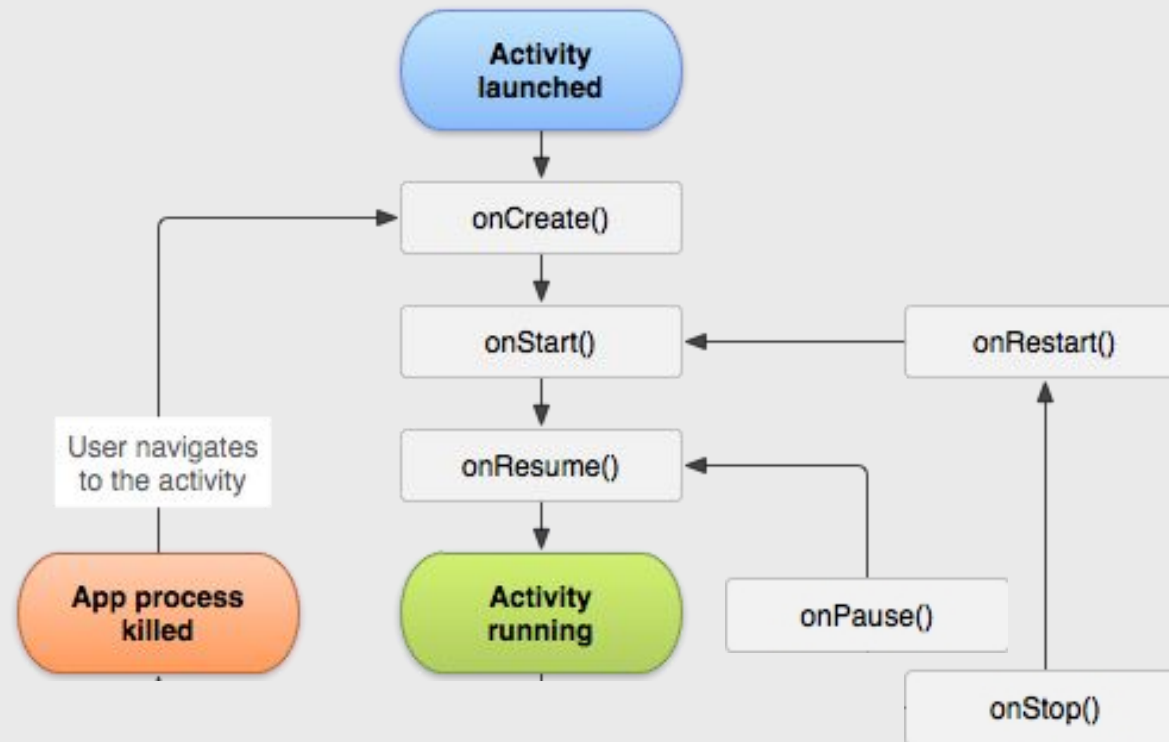 Activity
launched
onCreate()
onStart()
onRestart()
User navigates
to the activity
onResume()
App process
killed
Activity
running
onPause()
onStop()